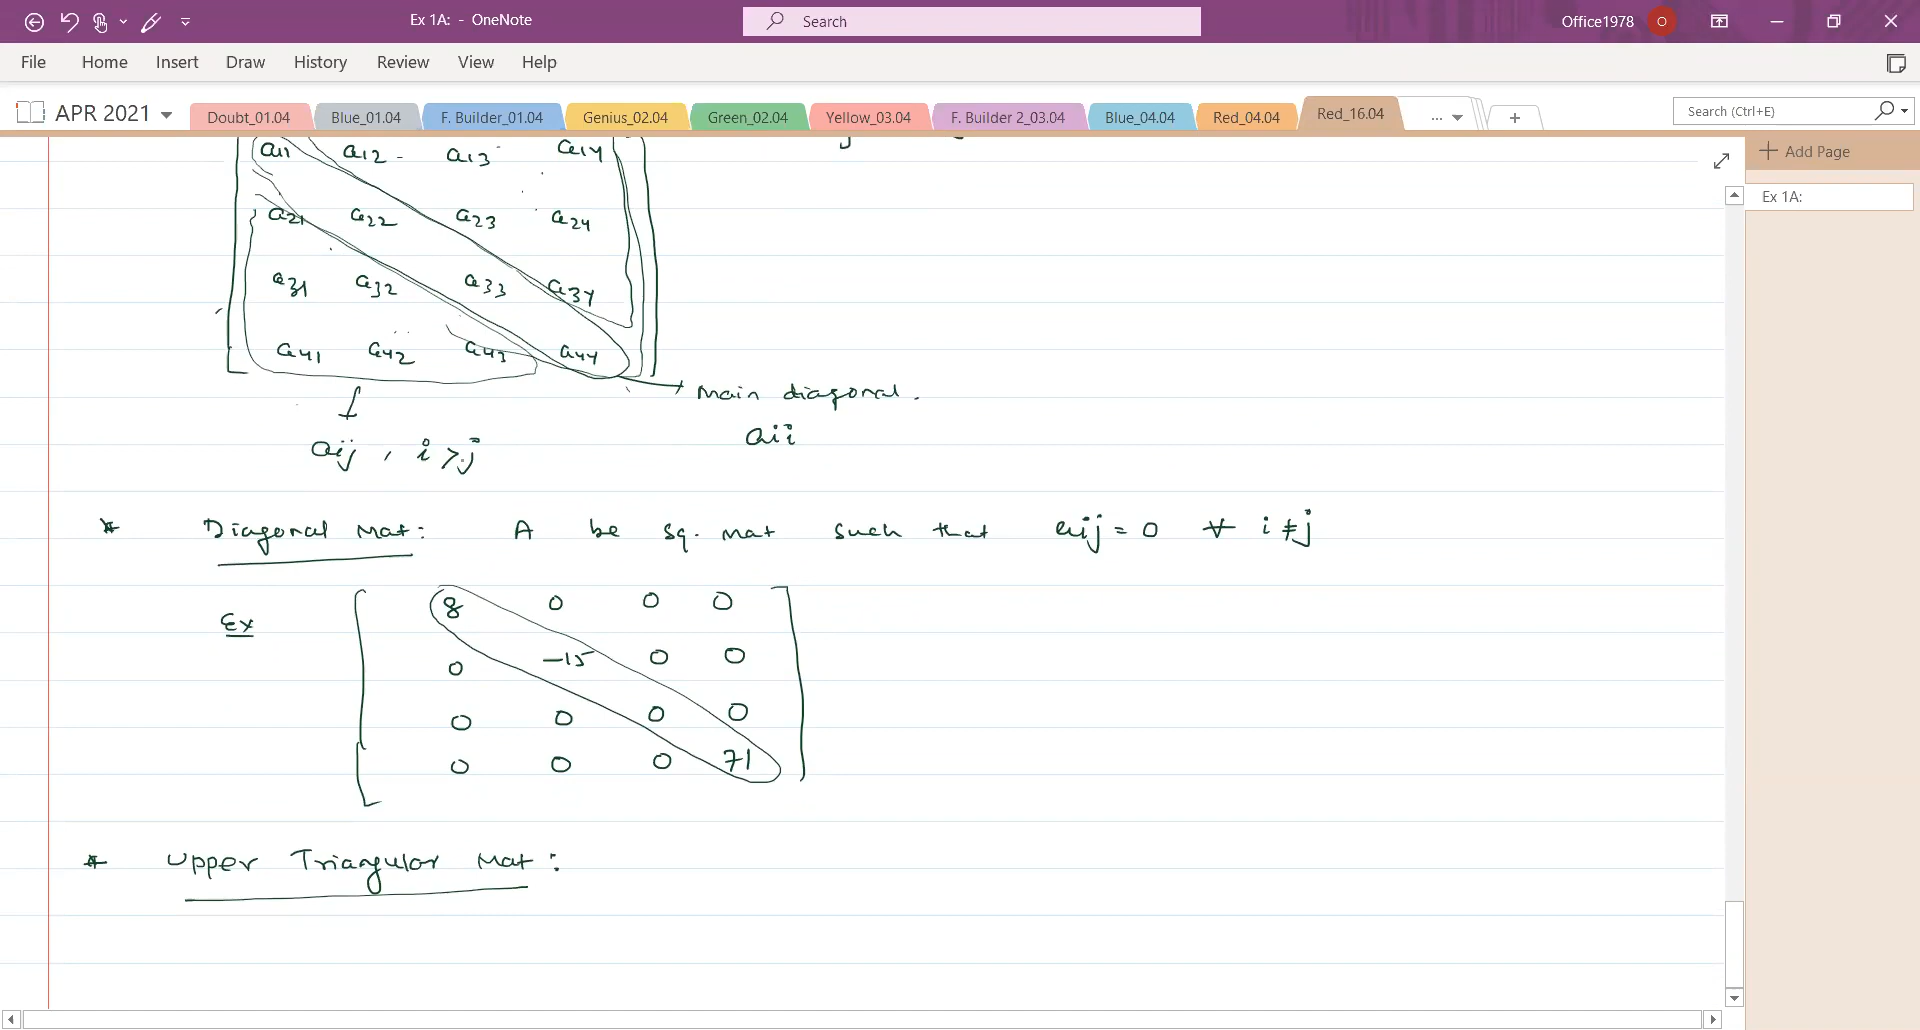 Ex 1A: - OneNote
Search
Office1978
O
File Home Insert Draw History Review View Help
APR 2021
Doubt_01.04 Blue_01.04 F. Builder_01.04 Genius_02.04 Green_02.04 Yellow_03.04 F. Builder 2_03.04 Blue_04.04 Red_04.04 Red_16.04 ... +
Search (Ctrl+E)
Add Page
Ex 1A:
a11 a12 a13 a14
a21 a22 a23 a24
a31 a32 a33 a34
a41 a42 a43 a44
Main diagonal.
aii
aij , i >j
* Diagonal Mat: A be sq. mat such that aij = 0 ∀ i ≠ j
Ex
8 0 0 0
0 -15 0 0
0 0 0 0
0 0 0 71
* Upper Triangular Mat: